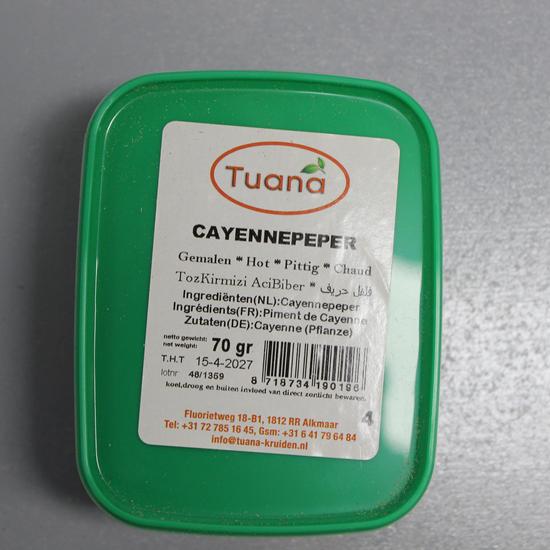 Tuana
CAYENNEPEPER
Gemalen * Hot * Pittig * Chaud
TozKirmizi AciBiber * فلفل حريف
Ingrediënten(NL):Cayennepeper
Ingrédients(FR):Piment de Cayenne
Zutaten(DE):Cayenne (Pflanze)
netto gewicht:
net weight: 70 gr
T.H.T 15-4-2027
lotnr 48/1359
8 718734 190196
koel,droog en buiten invloed van direct zonlicht bewaren.
4
Fluorietweg 18-B1, 1812 RR Alkmaar
Tel: +31 72 785 16 45, Gsm: +31 6 41 79 64 84
info@tuana-kruiden.nl